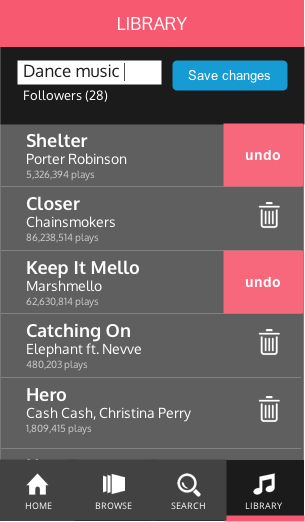 LIBRARY
Dance music
Save changes
Followers (28)
Shelter
Porter Robinson
5,326,394 plays
undo
Closer
Chainsmokers
86,238,514 plays
Keep It Mello
Marshmello
62,630,814 plays
undo
Catching On
Elephant ft. Nevve
480,203 plays
Hero
Cash Cash, Christina Perry
1,809,415 plays
HOME
BROWSE
SEARCH
LIBRARY